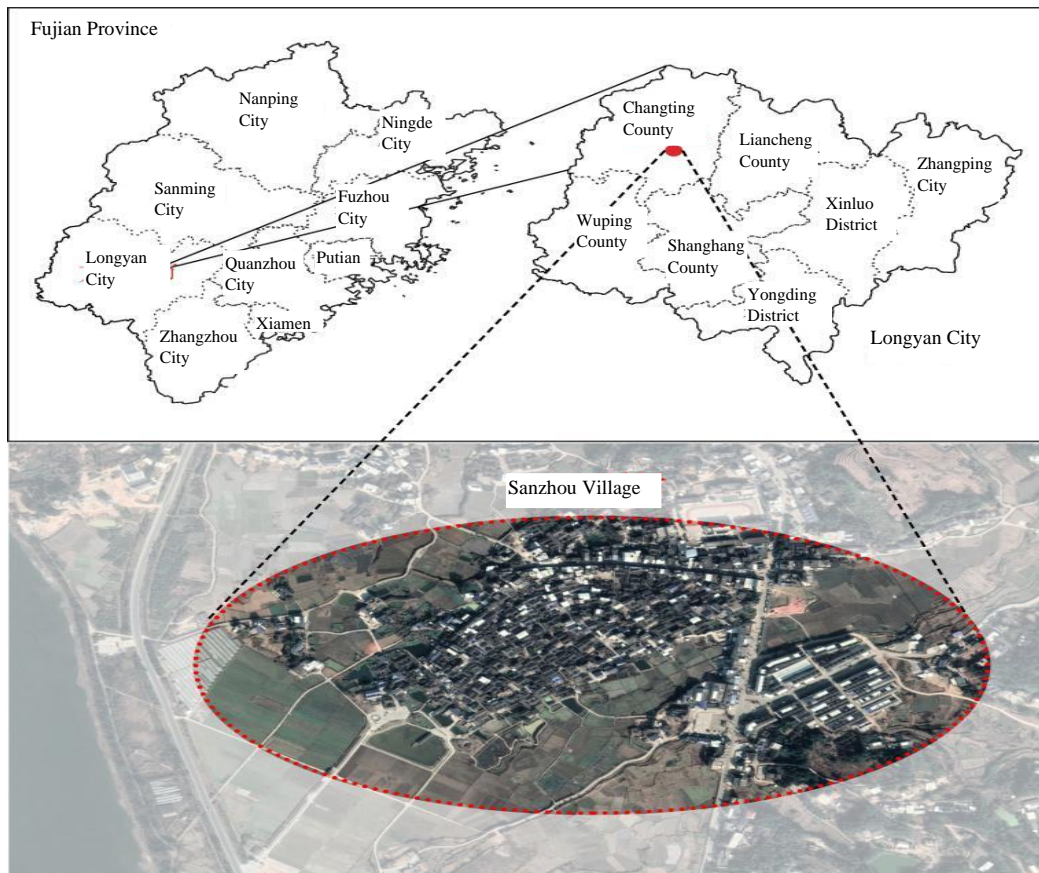 Fujian Province
Nanping
City
Ningde
City
Sanming
City
Fuzhou
City
Longyan
City
Quanzhou
City
Putian
Zhangzhou
City
Xiamen
Changting
County
Liancheng
County
Zhangping
City
Xinluo
District
Wuping
County
Shanghang
County
Yongding
District
Longyan City
Sanzhou Village